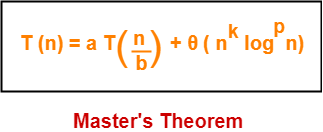 T (n) = a T(n/b) + θ ( n^k log^p n)
Master's Theorem